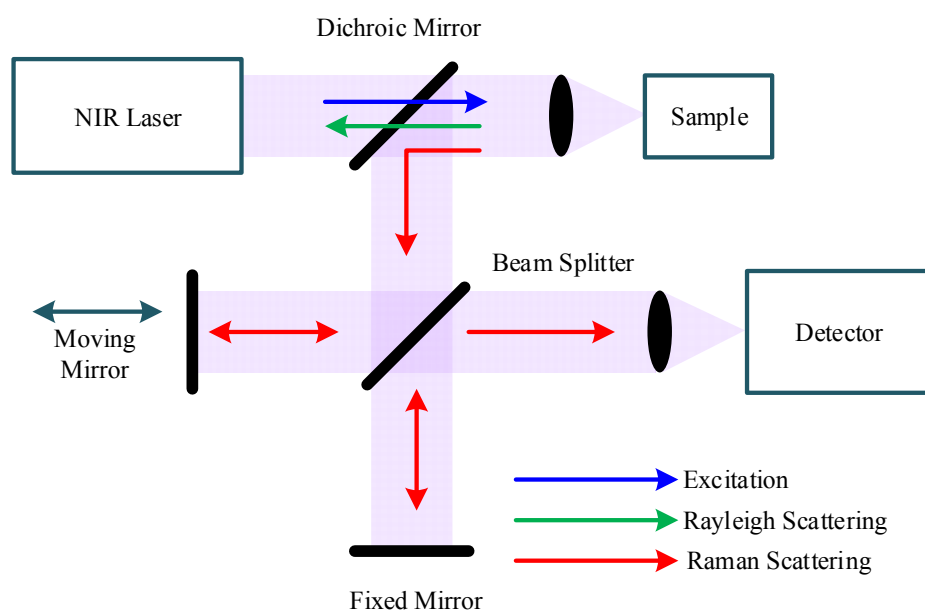 Dichroic Mirror
NIR Laser
Sample
Beam Splitter
Moving
Mirror
Detector
Excitation
Rayleigh Scattering
Raman Scattering
Fixed Mirror